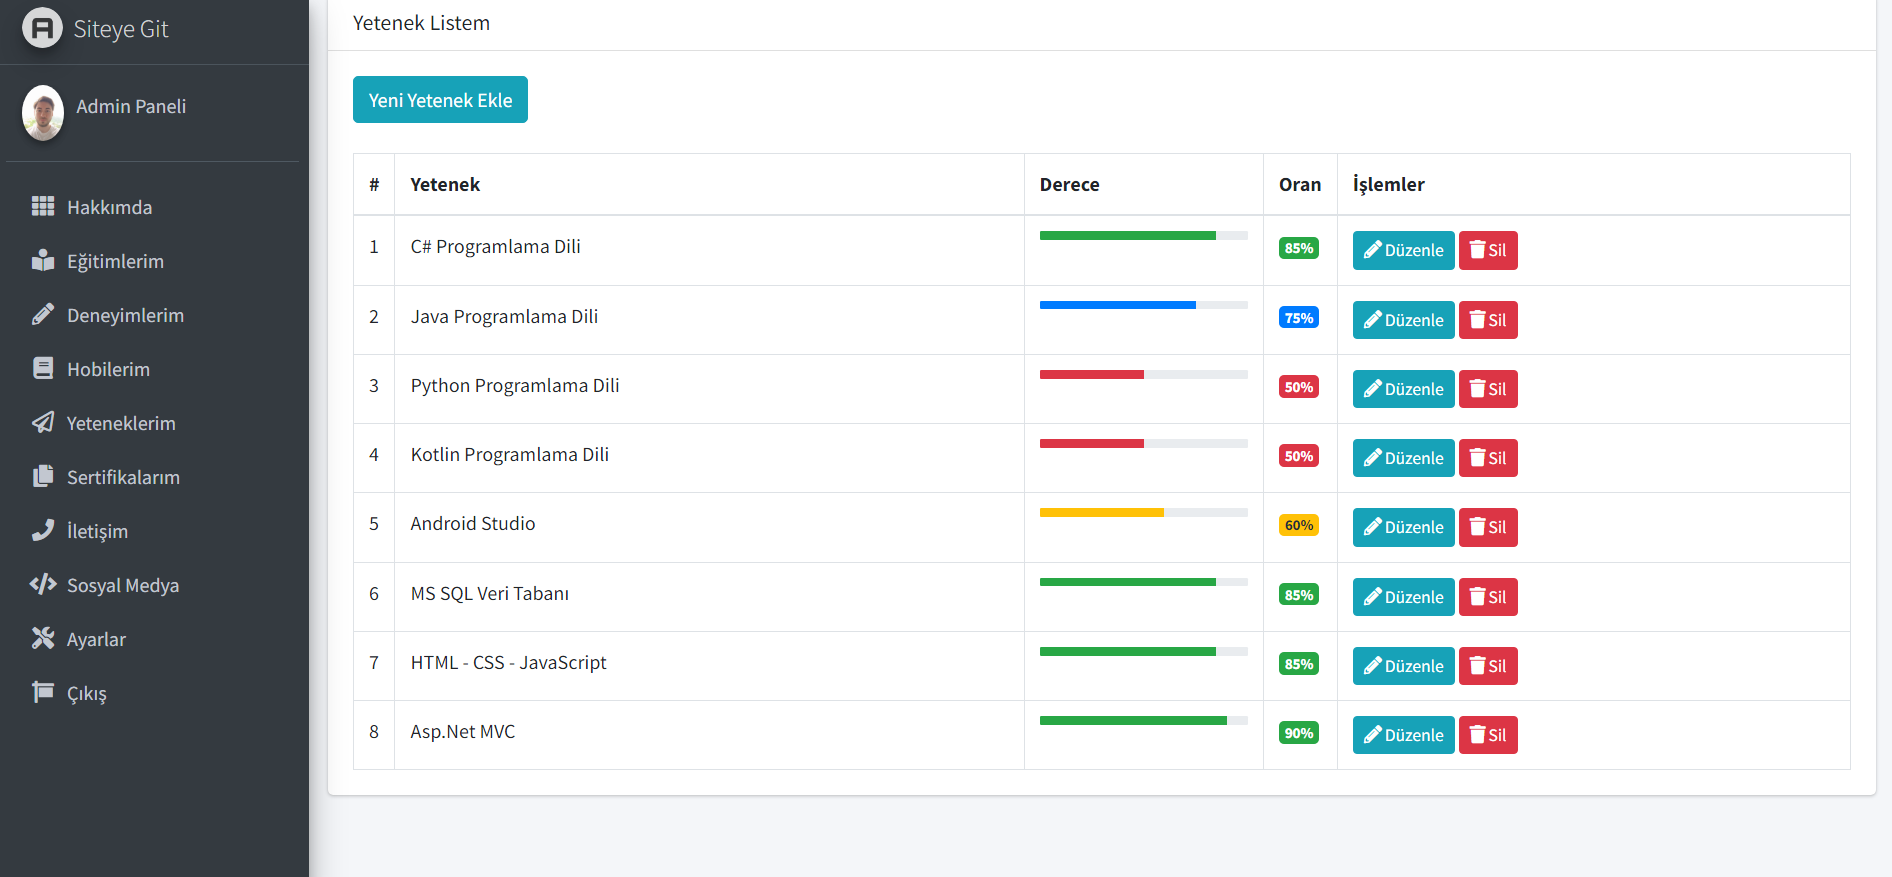 Siteye Git
Admin Paneli
Hakkımda
Eğitimlerim
Deneyimlerim
Hobilerim
Yeteneklerim
Sertifikalarım
İletişim
Sosyal Medya
Ayarlar
Çıkış
Yetenek Listem
Yeni Yetenek Ekle
# Yetenek Derece Oran İşlemler
1 C# Programlama Dili 85% Düzenle Sil
2 Java Programlama Dili 75% Düzenle Sil
3 Python Programlama Dili 50% Düzenle Sil
4 Kotlin Programlama Dili 50% Düzenle Sil
5 Android Studio 60% Düzenle Sil
6 MS SQL Veri Tabanı 85% Düzenle Sil
7 HTML - CSS - JavaScript 85% Düzenle Sil
8 Asp.Net MVC 90% Düzenle Sil